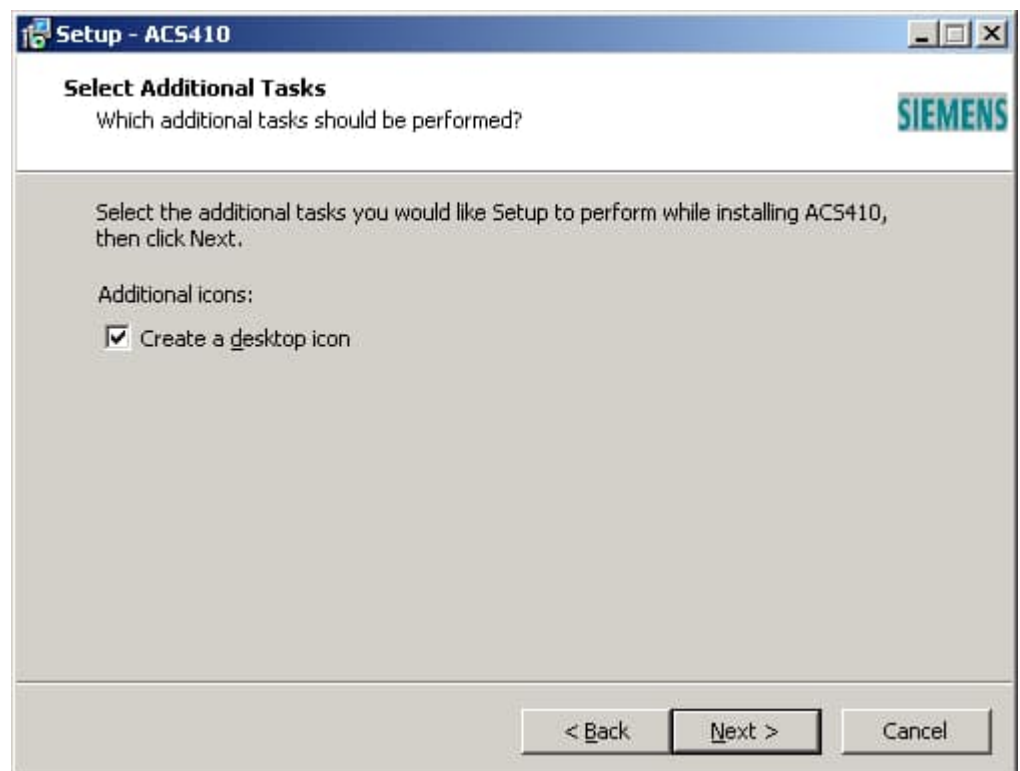 Setup - ACS410
Select Additional Tasks
Which additional tasks should be performed?
SIEMENS
Select the additional tasks you would like Setup to perform while installing ACS410,
then click Next.
Additional icons:
Create a desktop icon
< Back
Next >
Cancel